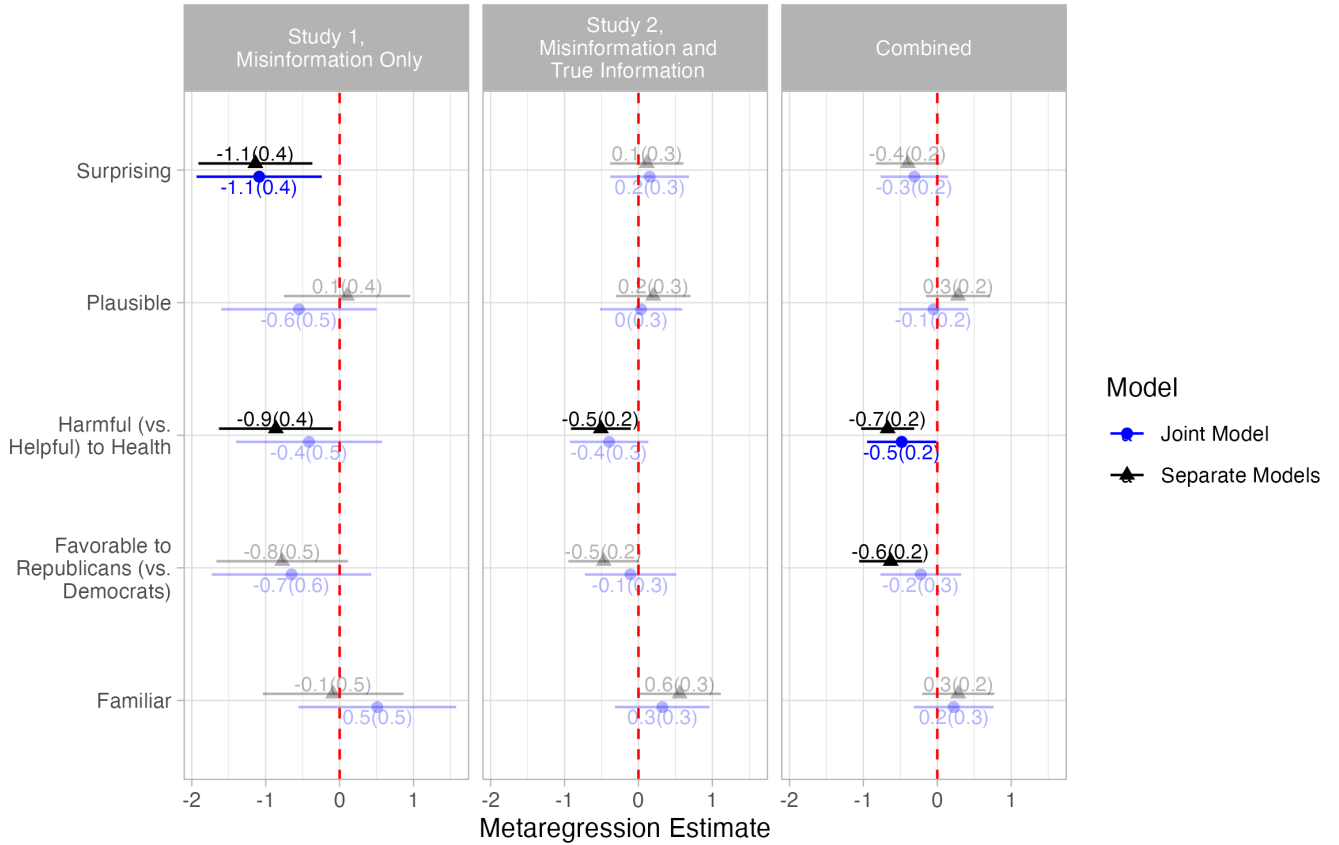 Study 1,
Misinformation Only
Study 2,
Misinformation and
True Information
Combined
Surprising
-1.1(0.4)
-1.1(0.4)
0.1(0.3)
0.2(0.3)
-0.4(0.2)
-0.3(0.2)
Plausible
0.1(0.4)
-0.6(0.5)
0.2(0.3)
0(0.3)
0.3(0.2)
-0.1(0.2)
Harmful (vs.
Helpful) to Health
-0.9(0.4)
-0.4(0.5)
-0.5(0.2)
-0.4(0.3)
-0.7(0.2)
-0.5(0.2)
Favorable to
Republicans (vs.
Democrats)
-0.8(0.5)
-0.7(0.6)
-0.5(0.2)
-0.1(0.3)
-0.6(0.2)
-0.2(0.3)
Familiar
-0.1(0.5)
0.5(0.5)
0.6(0.3)
0.3(0.3)
0.3(0.2)
0.2(0.3)
-2 -1 0 1
-2 -1 0 1
-2 -1 0 1
Metaregression Estimate
Model
Joint Model
Separate Models